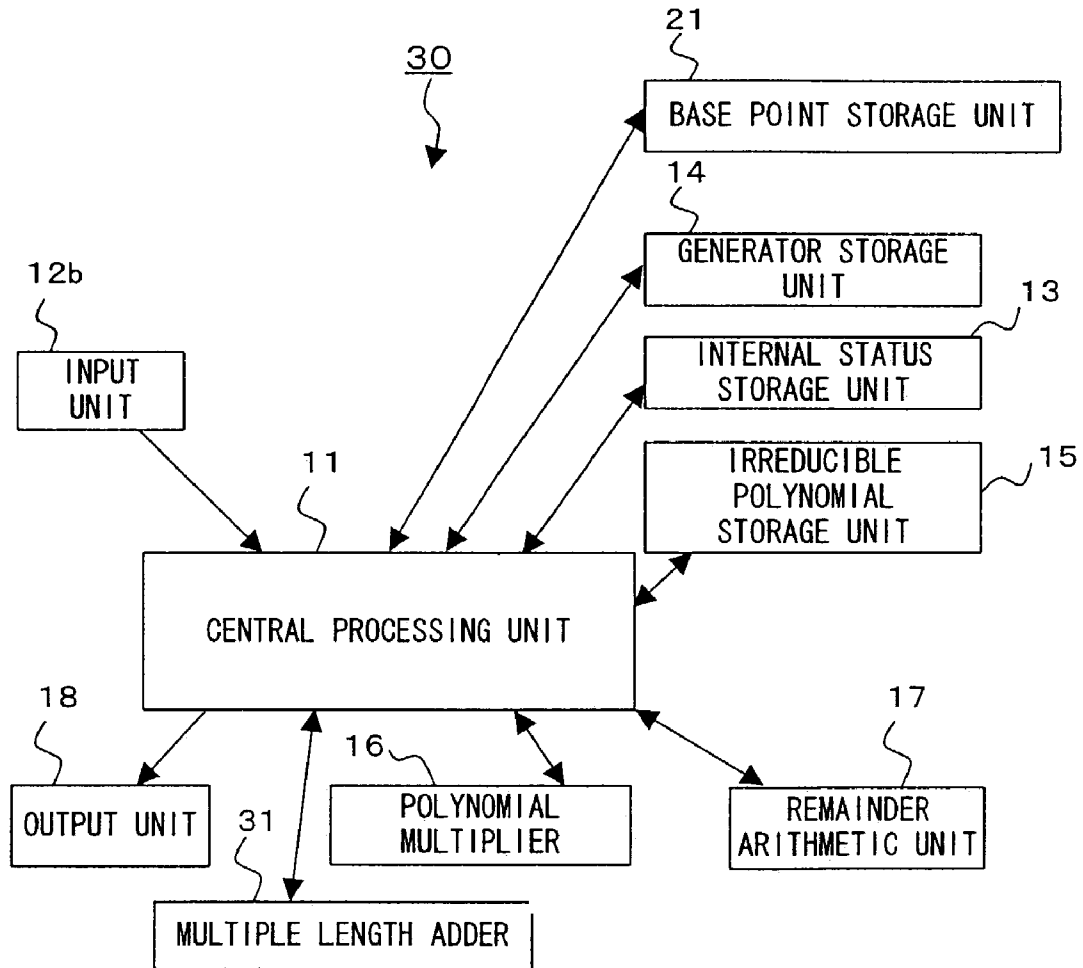 30
21
BASE POINT STORAGE UNIT
14
GENERATOR STORAGE
UNIT
12b
INPUT
UNIT
13
INTERNAL STATUS
STORAGE UNIT
11
15
IRREDUCIBLE
POLYNOMIAL
STORAGE UNIT
CENTRAL PROCESSING UNIT
18
OUTPUT UNIT
31
MULTIPLE LENGTH ADDER
16
POLYNOMIAL
MULTIPLIER
17
REMAINDER
ARITHMETIC UNIT